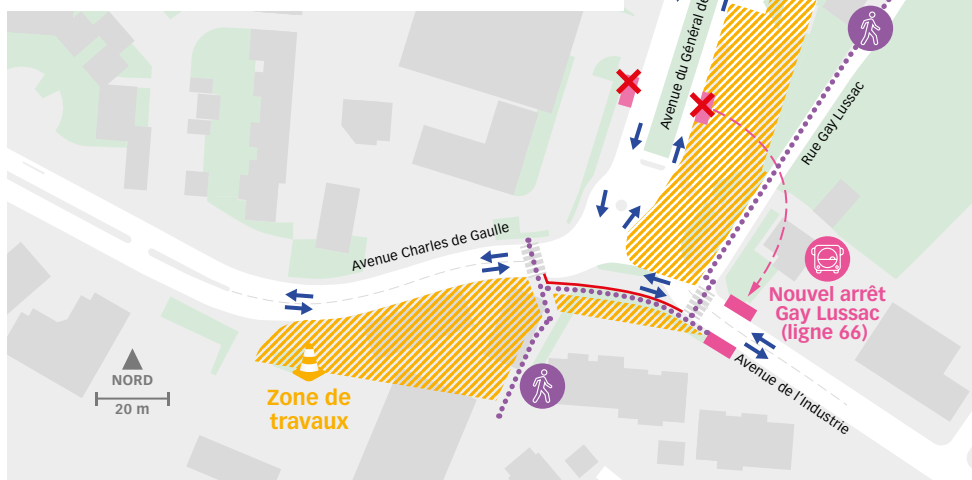 Avenue du Général de
Rue Gay Lussac
Avenue Charles de Gaulle
Nouvel arrêt
Gay Lussac
(ligne 66)
Avenue de l'Industrie
NORD
20 m
Zone de
travaux